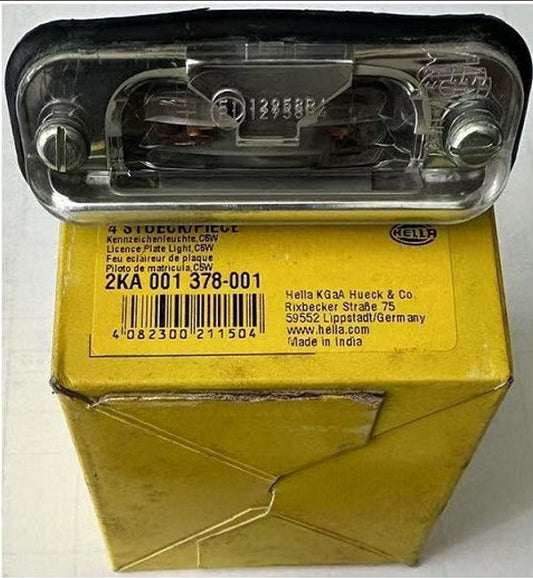 E1 12958R4
4 STUECK/PIECE
Kennzeichenleuchte,C5W
Licence Plate Light,C5W
Feu eclaireur de plaque
Piloto de matricula,C5W
2KA 001 378-001
4 082300 211504
HELLA
Hella KGaA Hueck & Co
Rixbecker Straße 75
59552 Lippstadt/Germany
www.hella.com
Made in India